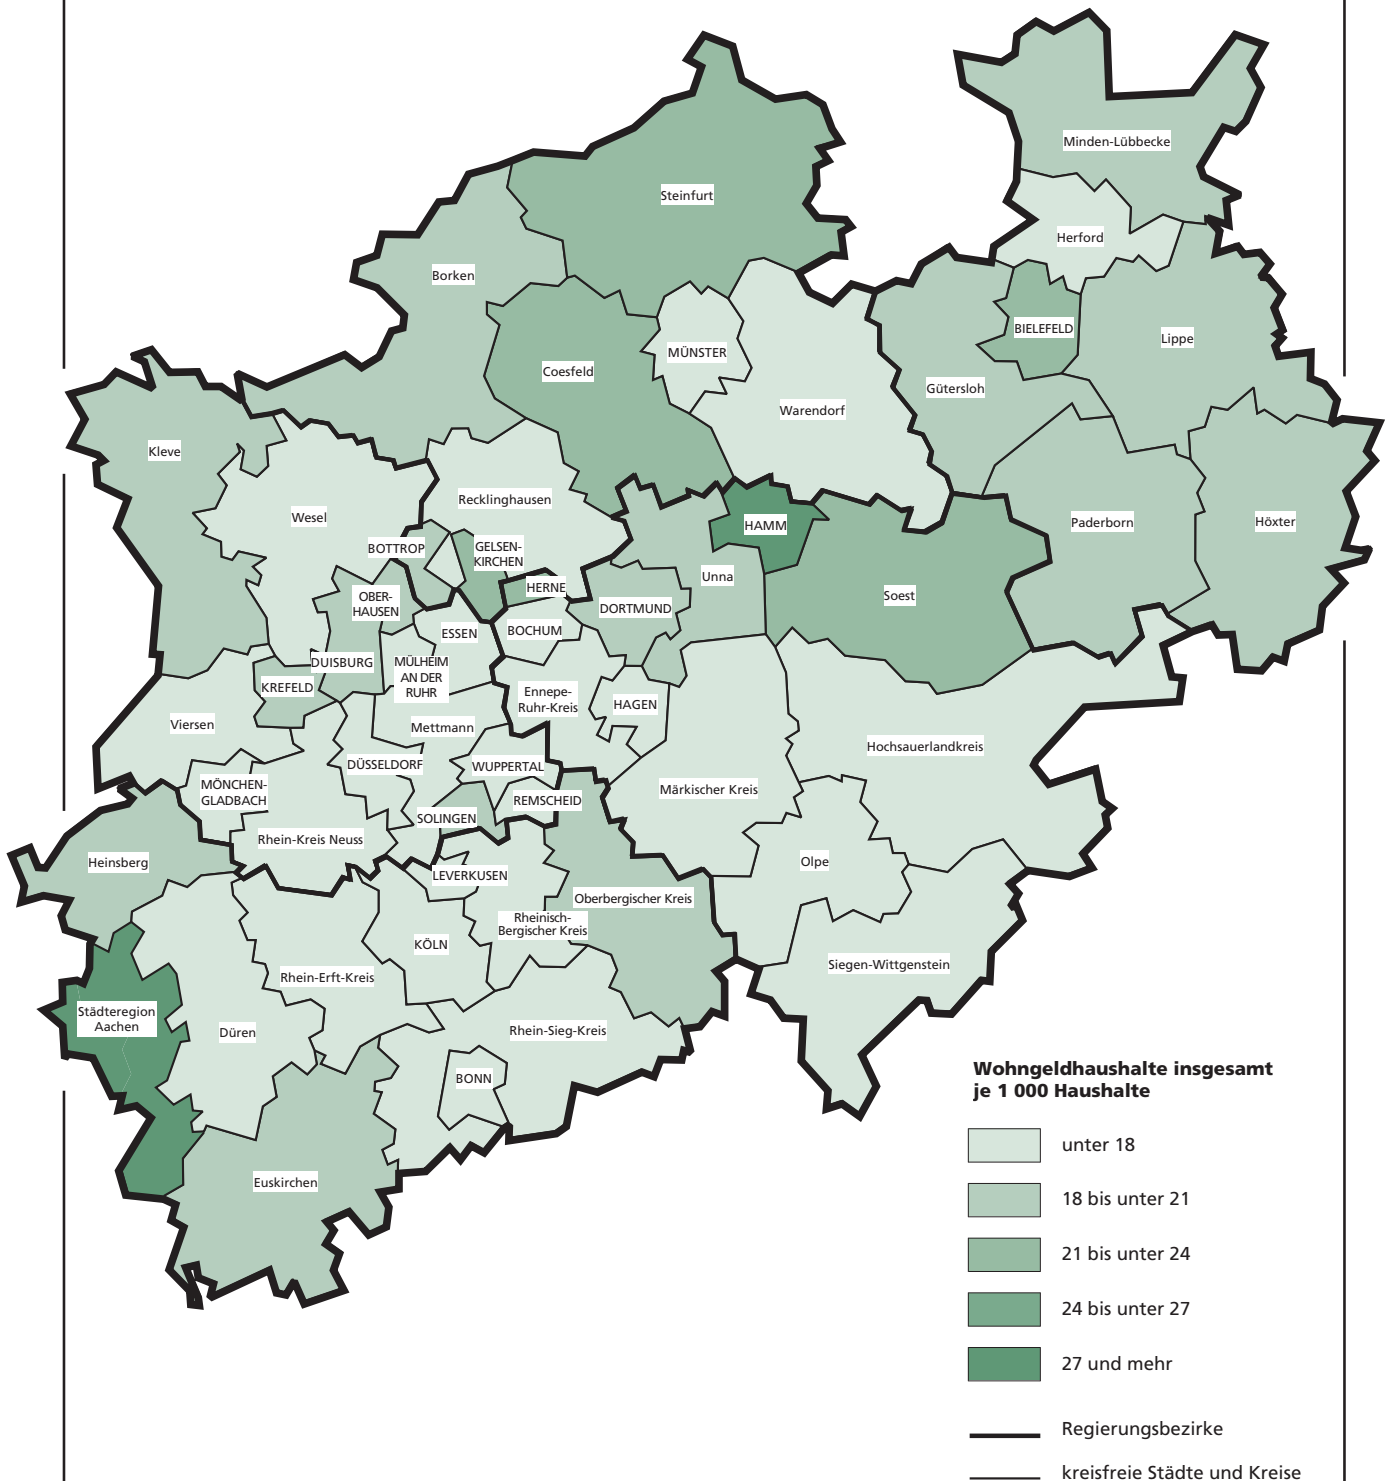 Minden-Lübbecke
Steinfurt
Herford
Borken
BIELEFELD
Lippe
MÜNSTER
Coesfeld
Gütersloh
Warendorf
Kleve
Recklinghausen
Wesel
HAMM
Paderborn
Höxter
BOTTROP
GELSEN-
KIRCHEN
Unna
HERNE
Soest
OBER-
HAUSEN
DORTMUND
ESSEN
BOCHUM
DUISBURG
MÜLHEIM
AN DER
RUHR
KREFELD
Ennepe-
Ruhr-Kreis
HAGEN
Viersen
Mettmann
Hochsauerlandkreis
DÜSSELDORF
WUPPERTAL
MÖNCHEN-
GLADBACH
Märkischer Kreis
REMSCHEID
SOLINGEN
Rhein-Kreis Neuss
Heinsberg
Olpe
LEVERKUSEN
Oberbergischer Kreis
Rheinisch-
Bergischer Kreis
KÖLN
Siegen-Wittgenstein
Rhein-Erft-Kreis
Städteregion
Aachen
Düren
Rhein-Sieg-Kreis
BONN
Euskirchen
Wohngeldhaushalte insgesamt
je 1 000 Haushalte
unter 18
18 bis unter 21
21 bis unter 24
24 bis unter 27
27 und mehr
Regierungsbezirke
kreisfreie Städte und Kreise